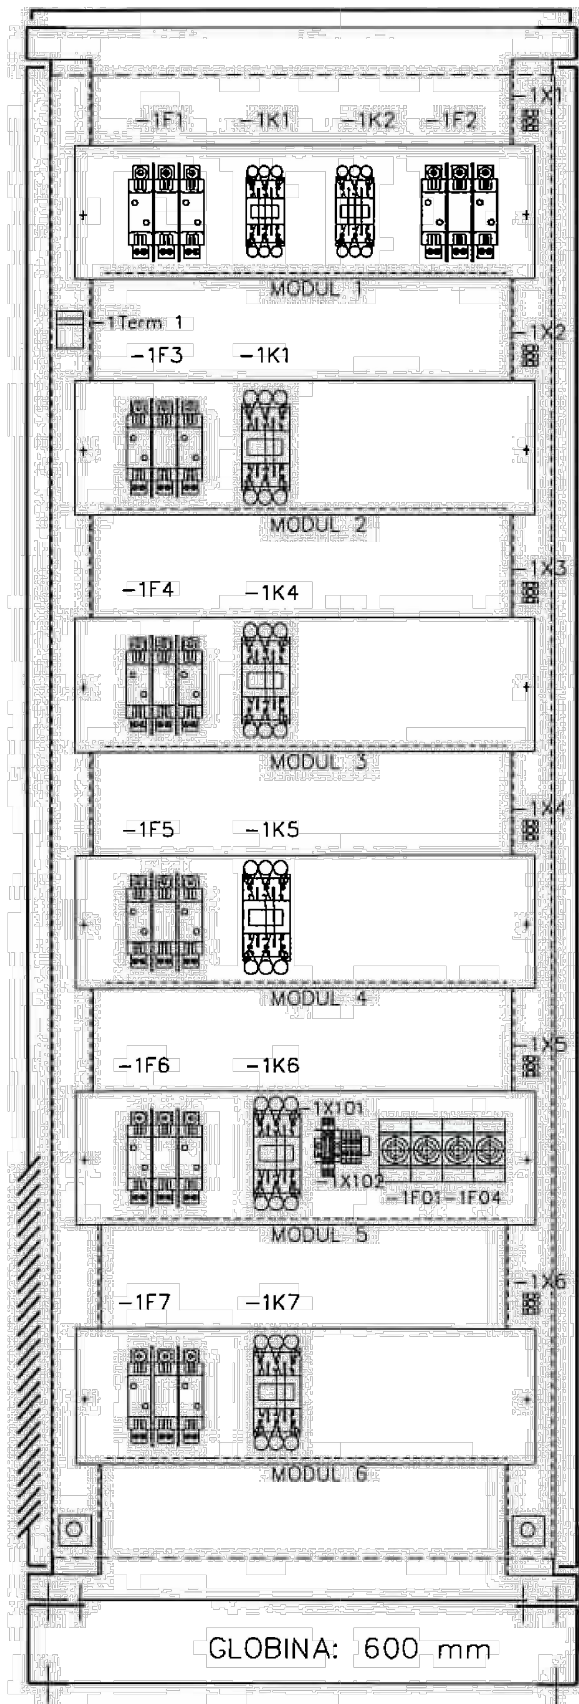 -1X1
-1F1 -1K1 -1K2 -1F2
MODUL 1
-1Term 1
-1X2
-1F3 -1K1
MODUL 2
-1X3
-1F4 -1K4
MODUL 3
-1X4
-1F5 -1K5
MODUL 4
-1X5
-1F6 -1K6
-1X101
-1X102
-1F01-1F04
MODUL 5
-1X6
-1F7 -1K7
MODUL 6
GLOBINA: 600 mm